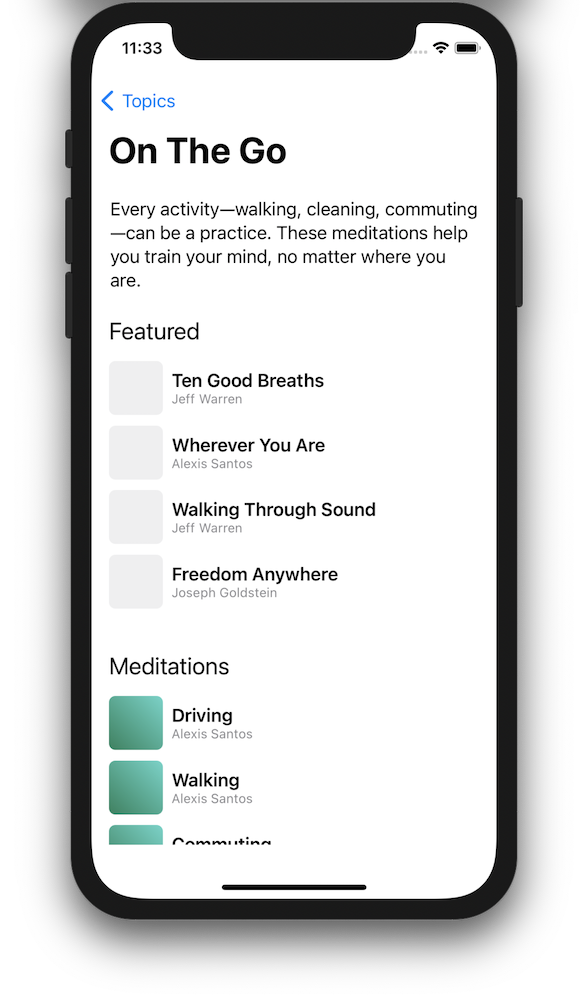 11:33
Topics
On The Go
Every activity—walking, cleaning, commuting
—can be a practice. These meditations help
you train your mind, no matter where you
are.
Featured
Ten Good Breaths
Jeff Warren
Wherever You Are
Alexis Santos
Walking Through Sound
Jeff Warren
Freedom Anywhere
Joseph Goldstein
Meditations
Driving
Alexis Santos
Walking
Alexis Santos
Commuting